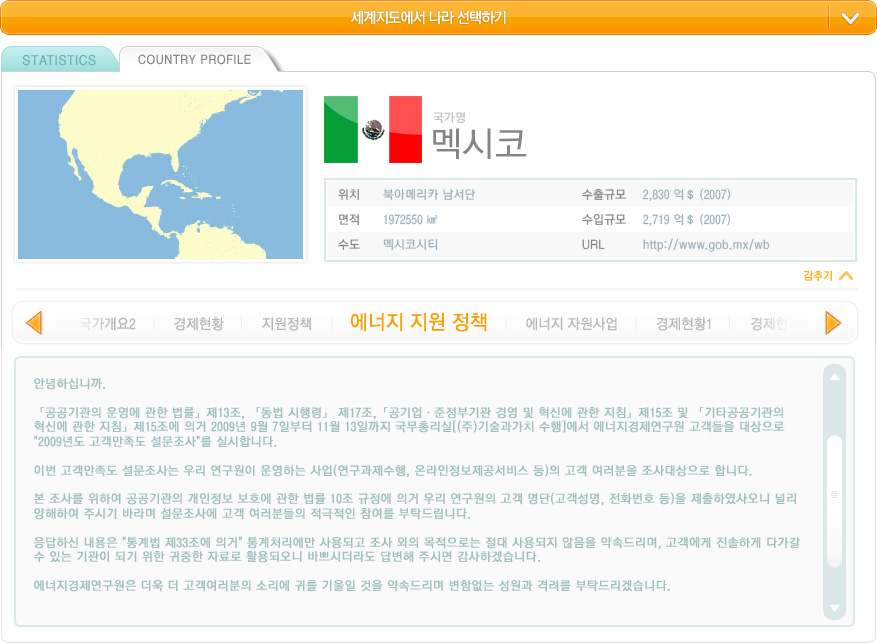 세계지도에서 나라 선택하기
STATISTICS
COUNTRY PROFILE
국가명
멕시코
위치 북아메리카 남서단 수출규모 2,830 억 $ (2007)
면적 1972550 ㎢ 수입규모 2,719 억 $ (2007)
수도 멕시코시티 URL http://www.gob.mx/wb
감추기
국가개요2 경제현황 지원정책 에너지 지원 정책 에너지 자원사업 경제현황1 경제현
안녕하십니까.
「공공기관의 운영에 관한 법률」제13조, 「동법 시행령」 제17조,「공기업 · 준정부기관 경영 및 혁신에 관한 지침」제15조 및 「기타공공기관의
혁신에 관한 지침」제15조에 의거 2009년 9월 7일부터 11월 13일까지 국무총리실[(주)기술과가치 수행]에서 에너지경제연구원 고객들을 대상으로
"2009년도 고객만족도 설문조사"를 실시합니다.
이번 고객만족도 설문조사는 우리 연구원이 운영하는 사업(연구과제수행, 온라인정보제공서비스 등)의 고객 여러분을 조사대상으로 합니다.
본 조사를 위하여 공공기관의 개인정보 보호에 관한 법률 10조 규정에 의거 우리 연구원의 고객 명단(고객성명, 전화번호 등)을 제출하였사오니 널리
양해하여 주시기 바라며 설문조사에 고객 여러분들의 적극적인 참여를 부탁드립니다.
응답하신 내용은 "통계법 제33조에 의거" 통계처리에만 사용되고 조사 외의 목적으로는 절대 사용되지 않음을 약속드리며, 고객에게 진솔하게 다가갈
수 있는 기관이 되기 위한 귀중한 자료로 활용되오니 바쁘시더라도 답변해 주시면 감사하겠습니다.
에너지경제연구원은 더욱 더 고객여러분의 소리에 귀를 기울일 것을 약속드리며 변함없는 성원과 격려를 부탁드리겠습니다.